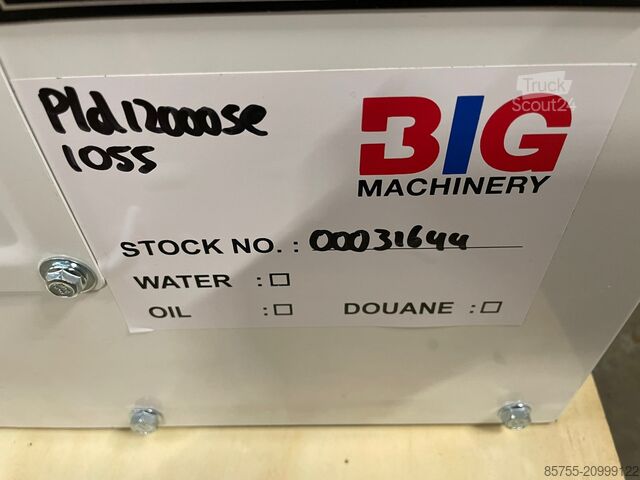 Pld12000se
1055
Truck
Scout24
BIG
MACHINERY
STOCK NO. : 00031644
WATER : ☐
OIL : ☐ DOUANE : ☐
85755-20999122